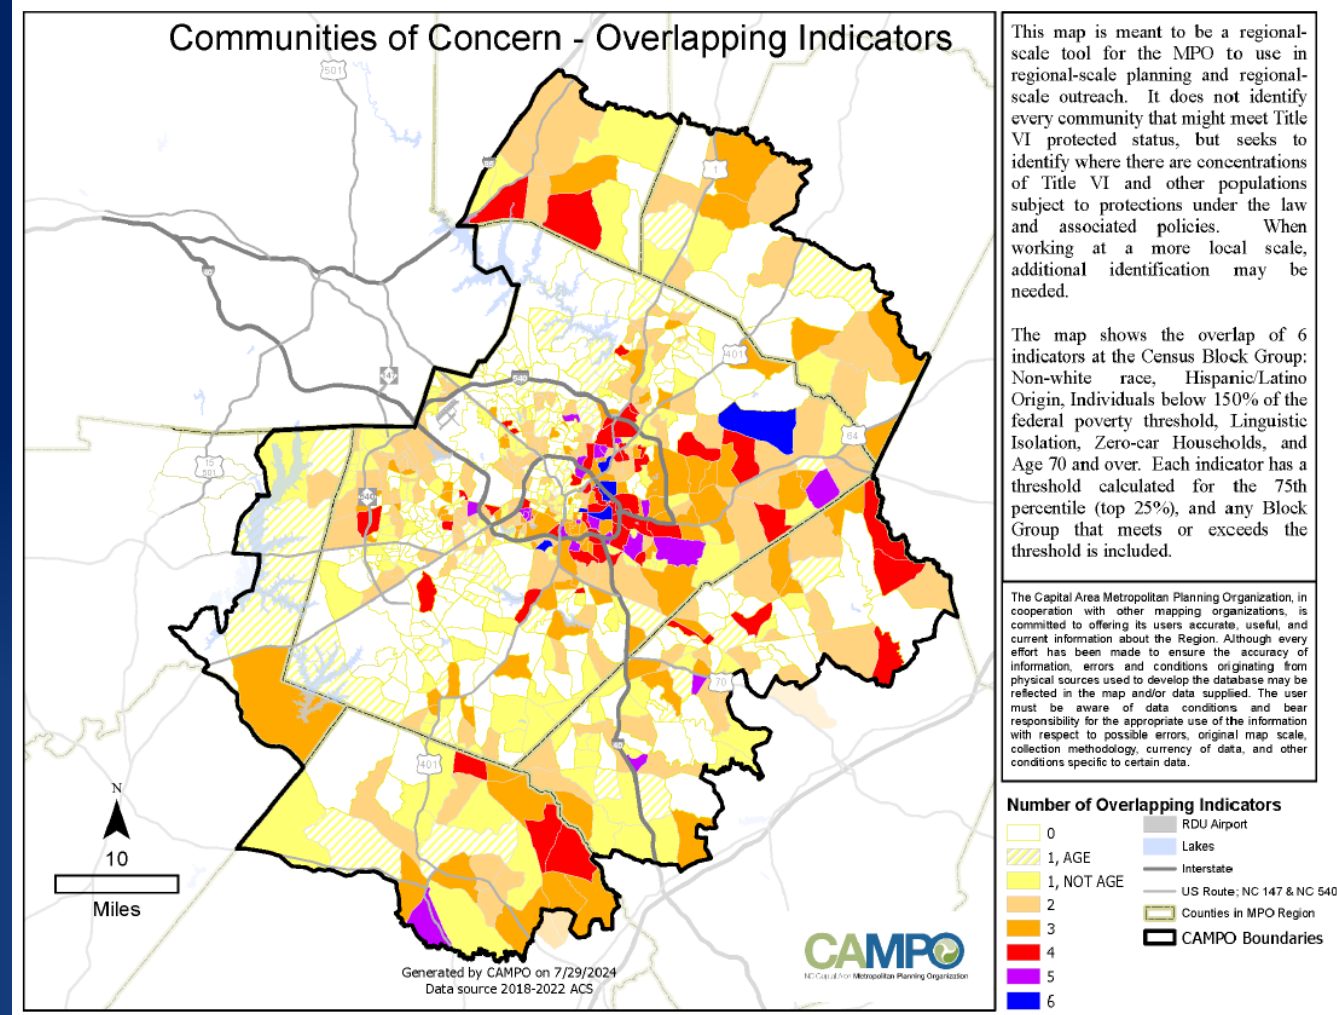 Communities of Concern - Overlapping Indicators
This map is meant to be a regional-
scale tool for the MPO to use in
regional-scale planning and regional-
scale outreach. It does not identify
every community that might meet Title
VI protected status, but seeks to
identify where there are concentrations
of Title VI and other populations
subject to protections under the law
and associated policies. When
working at a more local scale,
additional identification may be
needed.
The map shows the overlap of 6
indicators at the Census Block Group:
Non-white race, Hispanic/Latino
Origin, Individuals below 150% of the
federal poverty threshold, Linguistic
Isolation, Zero-car Households, and
Age 70 and over. Each indicator has a
threshold calculated for the 75th
percentile (top 25%), and any Block
Group that meets or exceeds the
threshold is included.
The Capital Area Metropolitan Planning Organization, in
cooperation with other mapping organizations, is
committed to offering its users accurate, useful, and
current information about the Region. Although every
effort has been made to ensure the accuracy of
information, errors and conditions originating from
physical sources used to develop the database may be
reflected in the map and/or data supplied. The user
must be aware of data conditions and bear
responsibility for the appropriate use of the information
with respect to possible errors, original map scale,
collection methodology, currency of data, and other
conditions specific to certain data.
Number of Overlapping Indicators
0
1, AGE
1, NOT AGE
2
3
4
5
6
RDU Airport
Lakes
Interstate
US Route; NC 147 & NC 540
Counties in MPO Region
CAMPO Boundaries
501
1
401
64
15
501
540
540
70
401
N
10
Miles
Generated by CAMPO on 7/29/2024
Data source 2018-2022 ACS
CAMPO
NC Capital Area Metropolitan Planning Organization